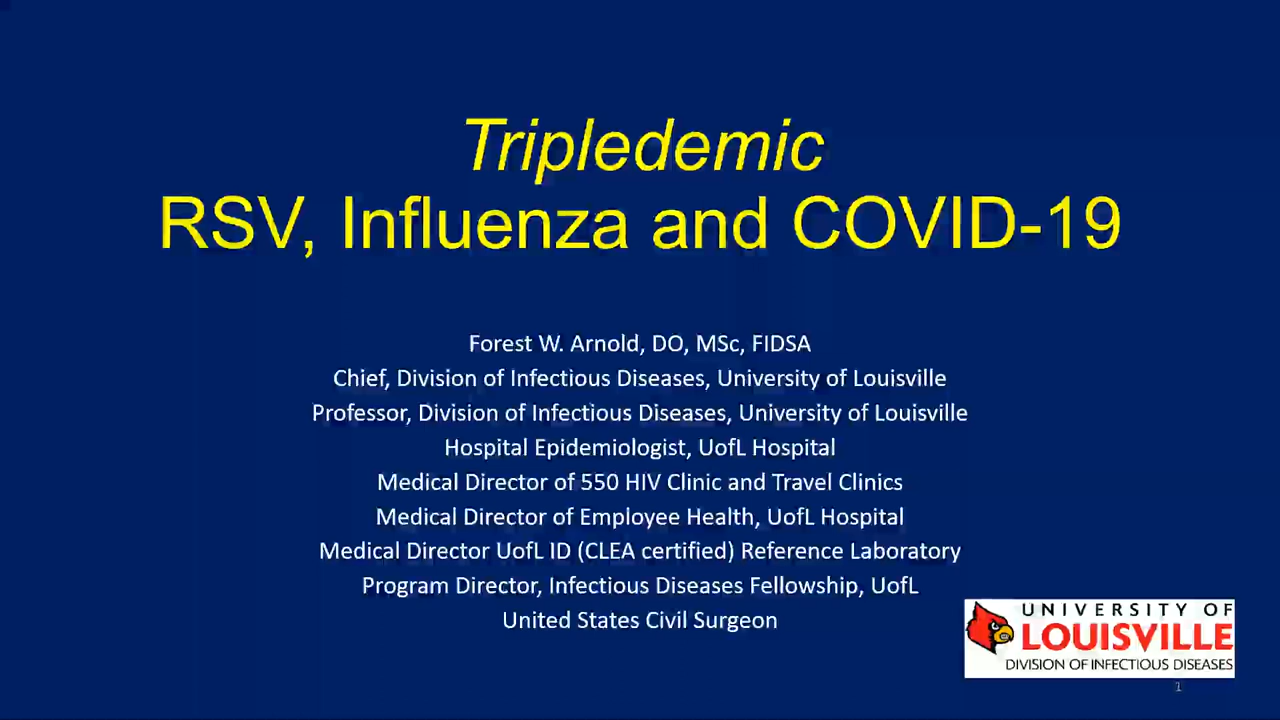 Tripledemic
RSV, Influenza and COVID-19
Forest W. Arnold, DO, MSc, FIDSA
Chief, Division of Infectious Diseases, University of Louisville
Professor, Division of Infectious Diseases, University of Louisville
Hospital Epidemiologist, UofL Hospital
Medical Director of 550 HIV Clinic and Travel Clinics
Medical Director of Employee Health, UofL Hospital
Medical Director UofL ID (CLEA certified) Reference Laboratory
Program Director, Infectious Diseases Fellowship, UofL
United States Civil Surgeon
UNIVERSITY OF
LOUISVILLE
DIVISION OF INFECTIOUS DISEASES
1